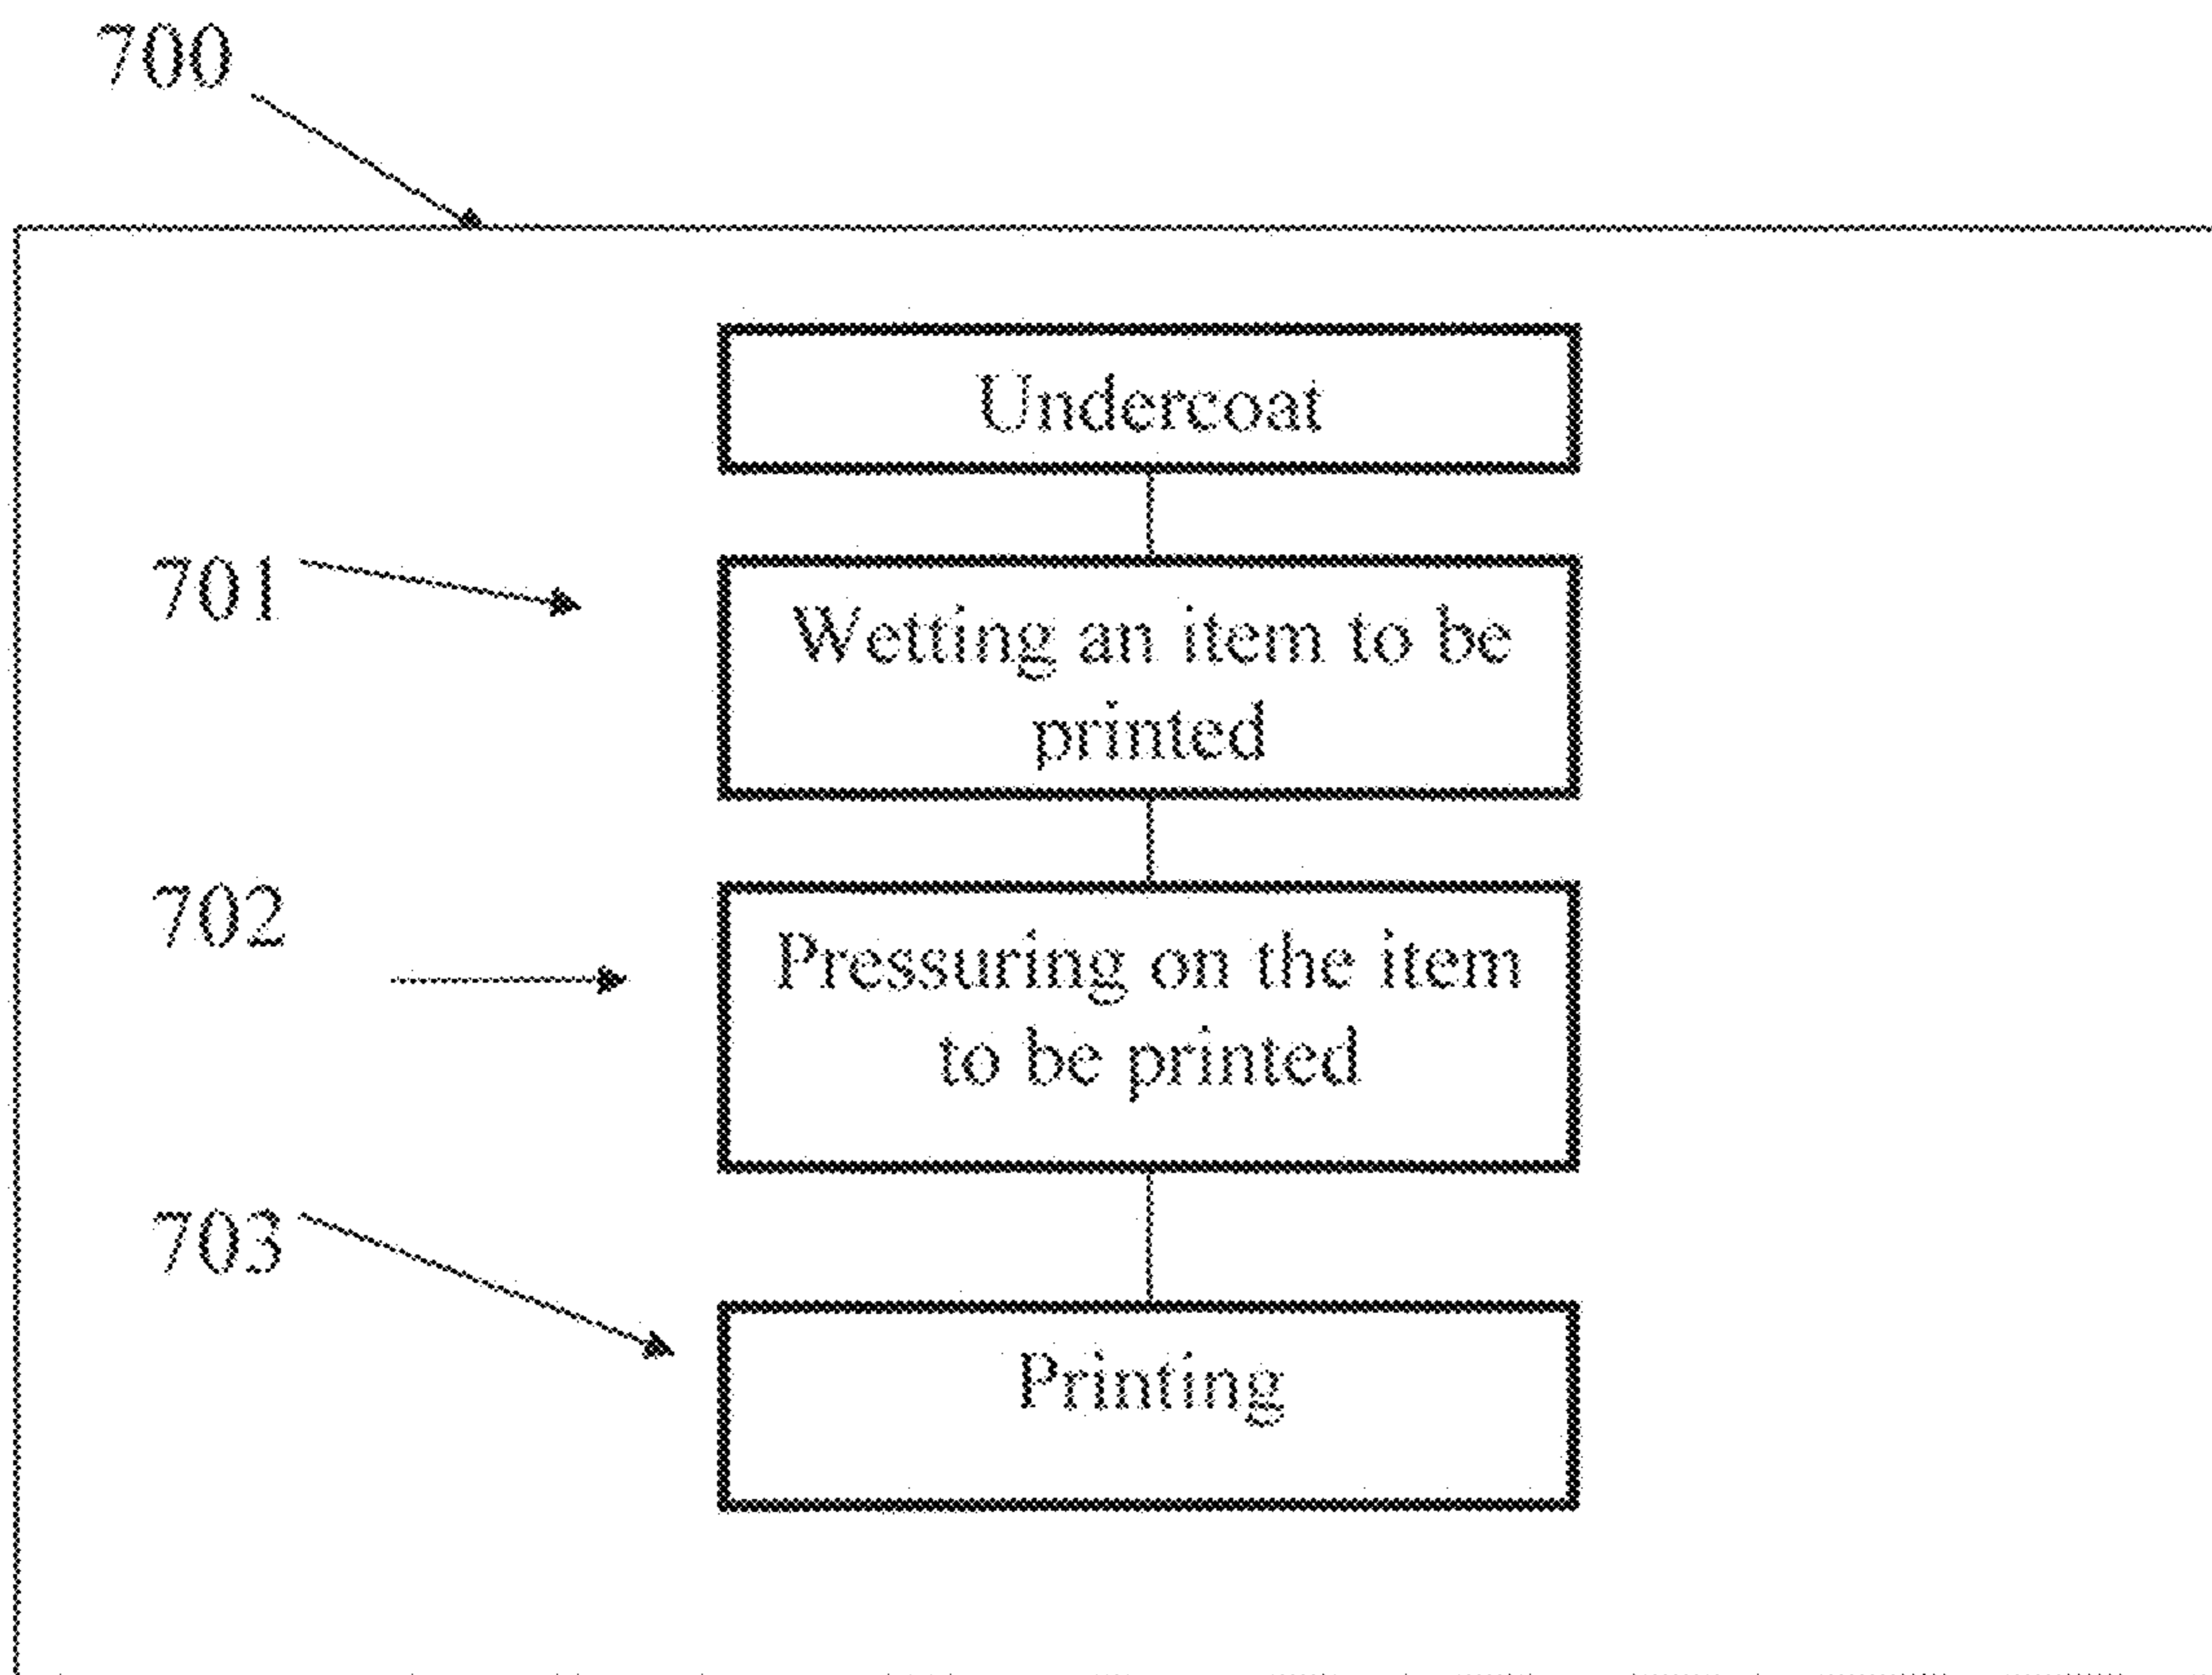 700
Undercoat
701
Wetting an item to be
printed
702
Pressuring on the item
to be printed
703
Printing